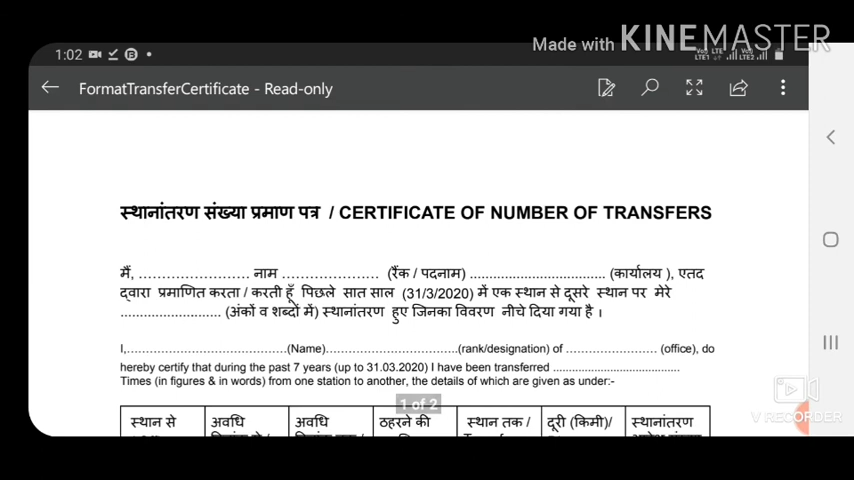 Made with KINEMASTER
1:02
LTE1 LTE2
FormatTransferCertificate - Read-only
स्थानांतरण संख्या प्रमाण पत्र / CERTIFICATE OF NUMBER OF TRANSFERS
मैं, ........................ नाम ..................... (रैंक / पदनाम) .............................. (कार्यालय ), एतद
द्वारा प्रमाणित करता / करती हूँ पिछले सात साल (31/3/2020) में एक स्थान से दूसरे स्थान पर मेरे
....................... (अंकों व शब्दों में) स्थानांतरण हुए जिनका विवरण नीचे दिया गया है ।
I,................................................(Name)........................................(rank/designation) of ........................... (office), do
hereby certify that during the past 7 years (up to 31.03.2020) I have been transferred ......................................
Times (in figures & in words) from one station to another, the details of which are given as under:-
1 of 2
स्थान से अवधि अवधि ठहरने की स्थान तक / दूरी (किमी)/ स्थानांतरण
V RECORDER